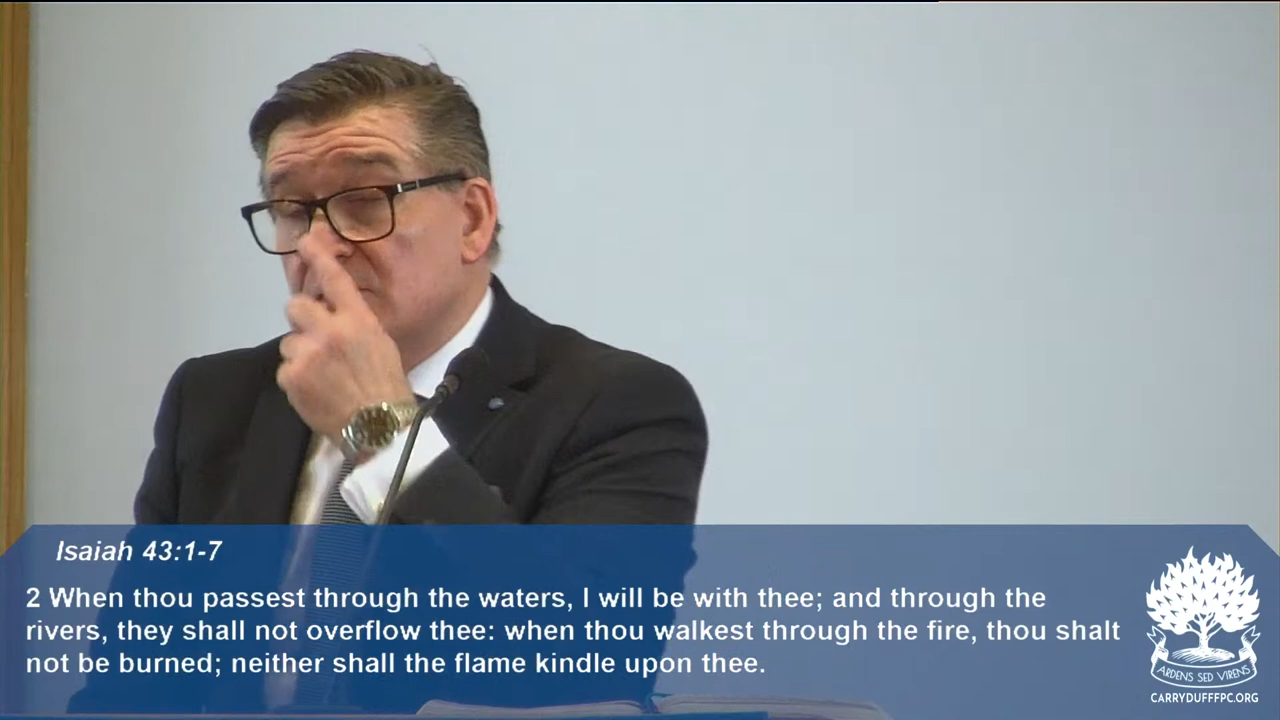 Isaiah 43:1-7
2 When thou passest through the waters, I will be with thee; and through the
rivers, they shall not overflow thee: when thou walkest through the fire, thou shalt
not be burned; neither shall the flame kindle upon thee.
ARDENS SED VIRENS
CARRYDUFFFPC.ORG